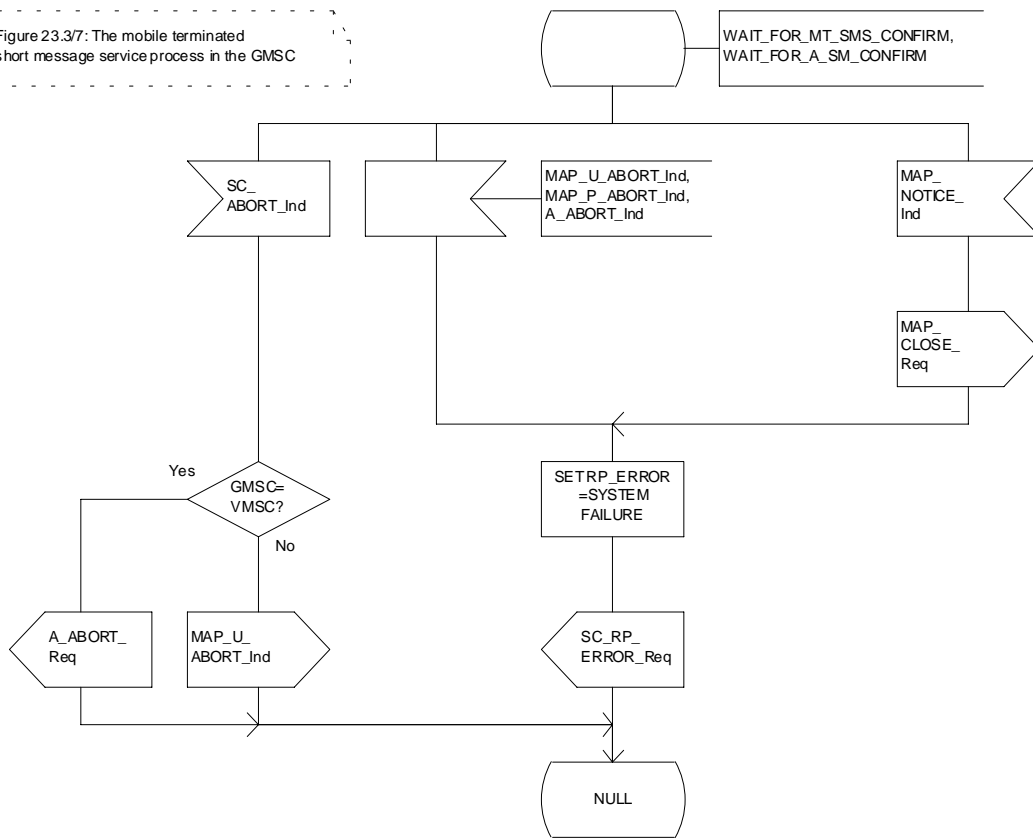 Figure 23.3/7: The mobile terminated
short message service process in the GMSC
WAIT_FOR_MT_SMS_CONFIRM,
WAIT_FOR_A_SM_CONFIRM
SC_
ABORT_Ind
MAP_U_ABORT_Ind,
MAP_P_ABORT_Ind,
A_ABORT_Ind
MAP_
NOTICE_
Ind
MAP_
CLOSE_
Req
Yes
GMSC=
VMSC?
No
SETRP_ERROR
=SYSTEM
FAILURE
A_ABORT_
Req
MAP_U_
ABORT_Ind
SC_RP_
ERROR_Req
NULL